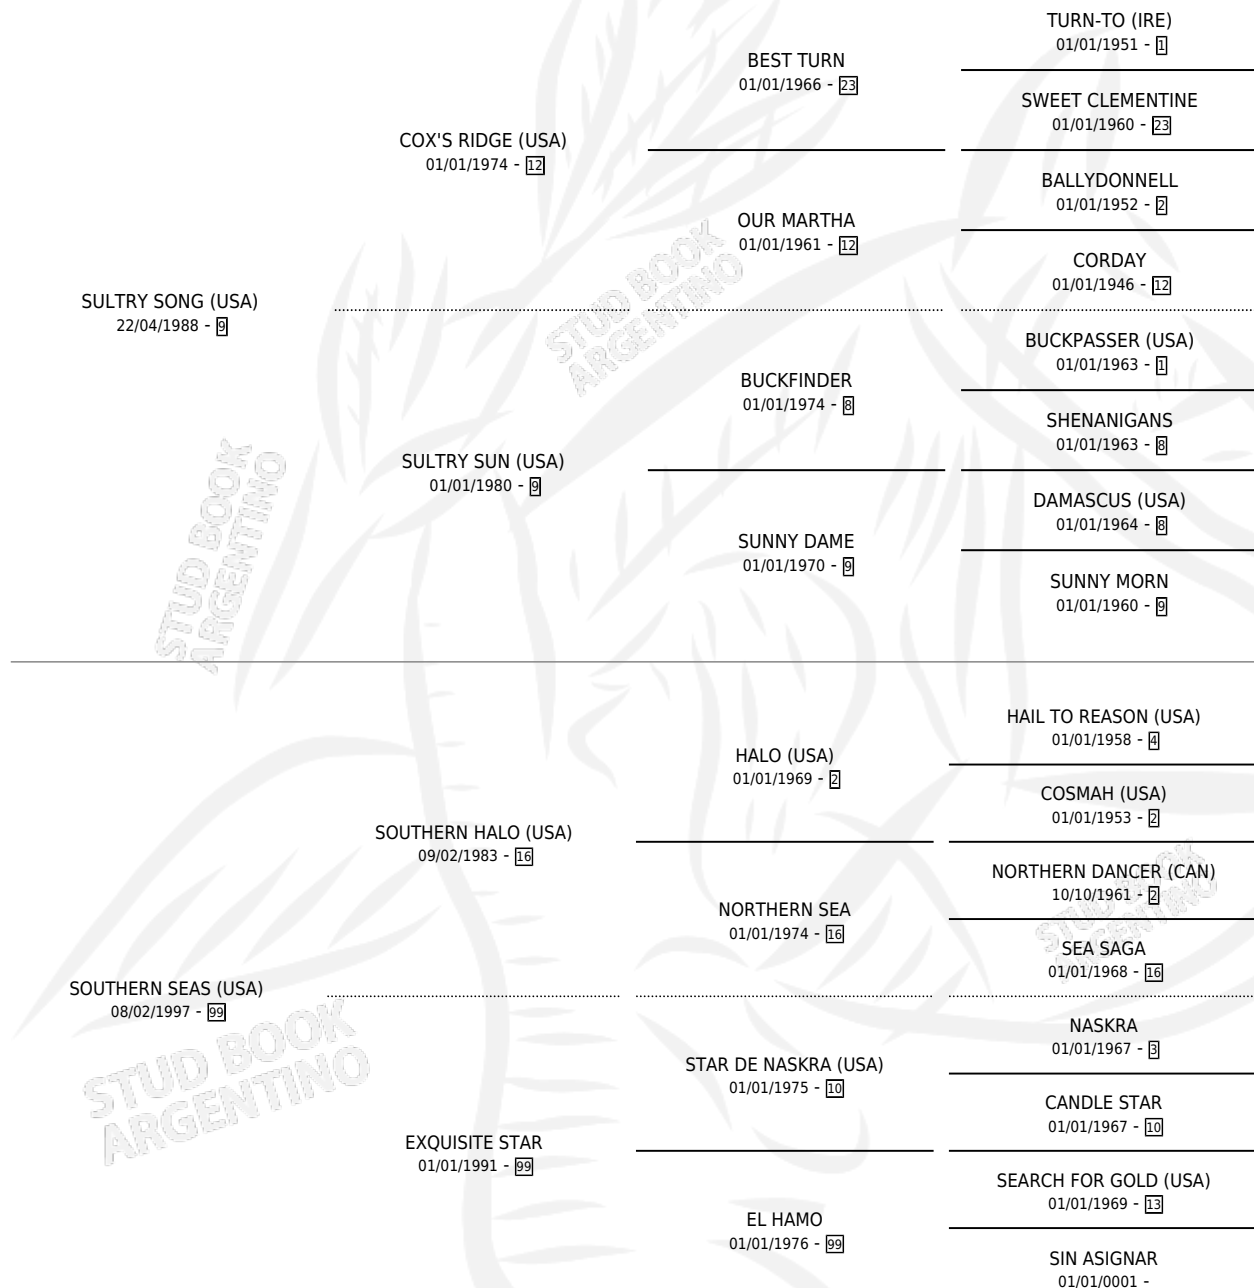 TURN-TO (IRE)
01/01/1951 - 1
BEST TURN
01/01/1966 - 23
SWEET CLEMENTINE
01/01/1960 - 23
COX'S RIDGE (USA)
01/01/1974 - 12
BALLYDONNELL
01/01/1952 - 2
OUR MARTHA
01/01/1961 - 12
CORDAY
01/01/1946 - 12
SULTRY SONG (USA)
22/04/1988 - 9
BUCKPASSER (USA)
01/01/1963 - 1
BUCKFINDER
01/01/1974 - 8
SHENANIGANS
01/01/1963 - 8
SULTRY SUN (USA)
01/01/1980 - 9
DAMASCUS (USA)
01/01/1964 - 8
SUNNY DAME
01/01/1970 - 9
SUNNY MORN
01/01/1960 - 9
HAIL TO REASON (USA)
01/01/1958 - 4
HALO (USA)
01/01/1969 - 2
COSMAH (USA)
01/01/1953 - 2
SOUTHERN HALO (USA)
09/02/1983 - 16
NORTHERN DANCER (CAN)
10/10/1961 - 2
NORTHERN SEA
01/01/1974 - 16
SEA SAGA
01/01/1968 - 16
SOUTHERN SEAS (USA)
08/02/1997 - 99
NASKRA
01/01/1967 - 3
STAR DE NASKRA (USA)
01/01/1975 - 10
CANDLE STAR
01/01/1967 - 10
EXQUISITE STAR
01/01/1991 - 99
SEARCH FOR GOLD (USA)
01/01/1969 - 13
EL HAMO
01/01/1976 - 99
SIN ASIGNAR
01/01/0001 -
STUD BOOK
ARGENTINO
STUD BOOK
ARGENTINO
STUD BOOK
ARGENTINO
STUD BOOK
ARGENTINO